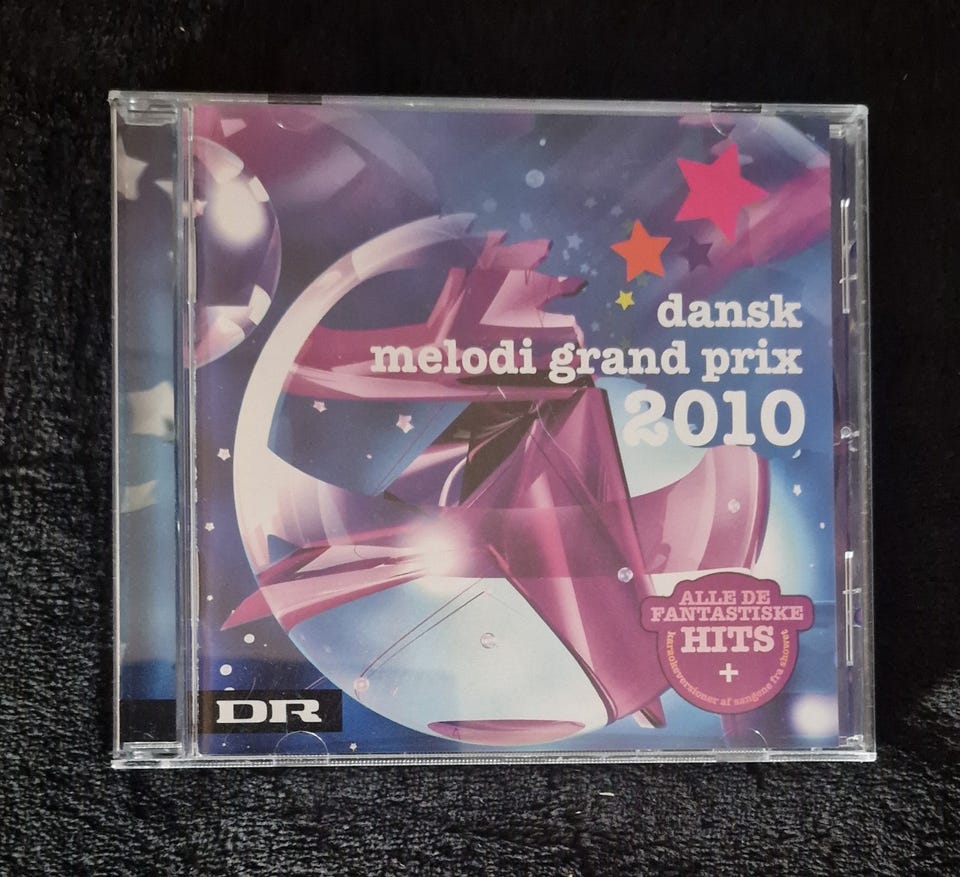 dansk
melodi grand prix
2010
ALLE DE
FANTASTISKE
HITS
+
karaokeversioner af sangene fra showet
DR